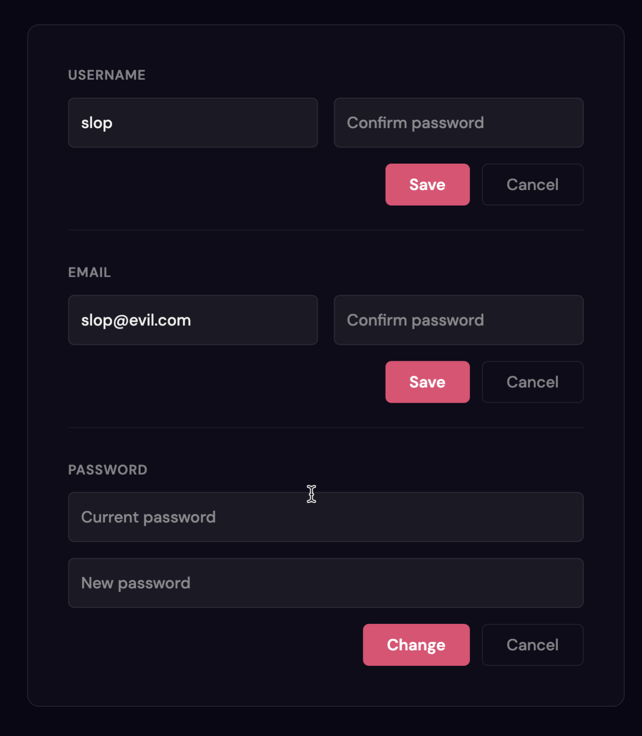 USERNAME
slop Confirm password
Save Cancel
EMAIL
slop@evil.com Confirm password
Save Cancel
PASSWORD
Current password
New password
Change Cancel